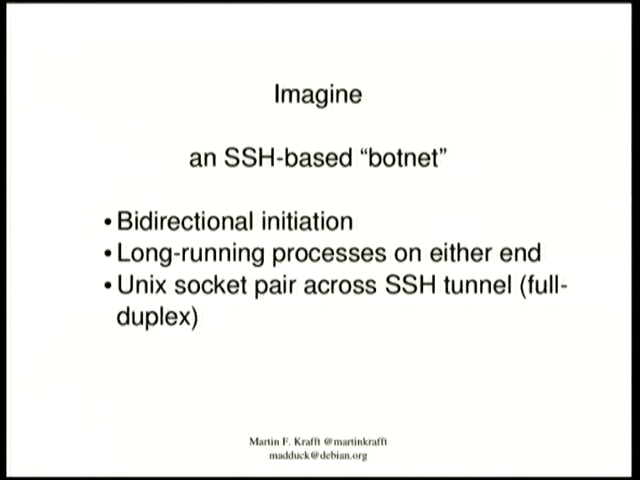 Imagine
an SSH-based “botnet”
• Bidirectional initiation
• Long-running processes on either end
• Unix socket pair across SSH tunnel (full-
duplex)
Martin F. Krafft @martinkrafft
madduck@debian.org